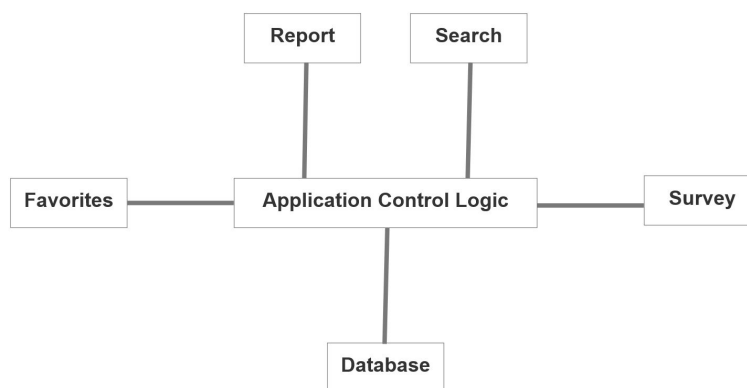 Report
Search
Favorites
Application Control Logic
Survey
Database